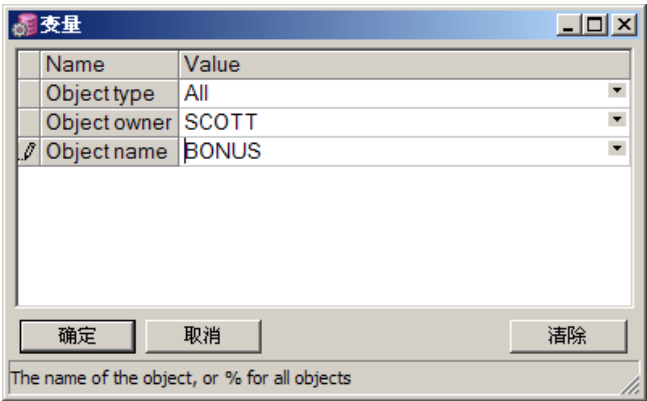 变量
Name Value
Object type All
Object owner SCOTT
Object name BONUS
确定 取消 清除
The name of the object, or % for all objects